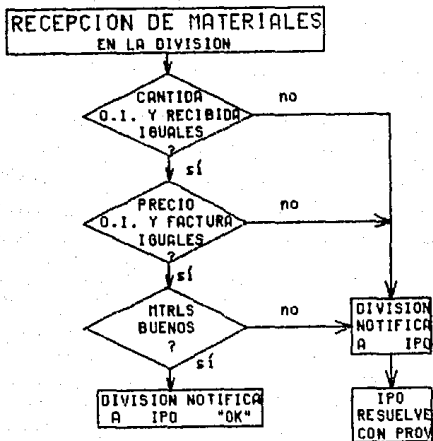 RECEPCION DE MATERIALES
EN LA DIVISION
CANTIDA
O.I. Y RECIBIDA
IGUALES
?
no
sí
PRECIO
O.I. Y FACTURA
IGUALES
?
no
sí
MTRLS
BUENOS
?
no
sí
DIVISION
NOTIFICA
A IPO
DIVISION NOTIFICA
A IPO "OK"
IPO
RESUELVE
CON PROV